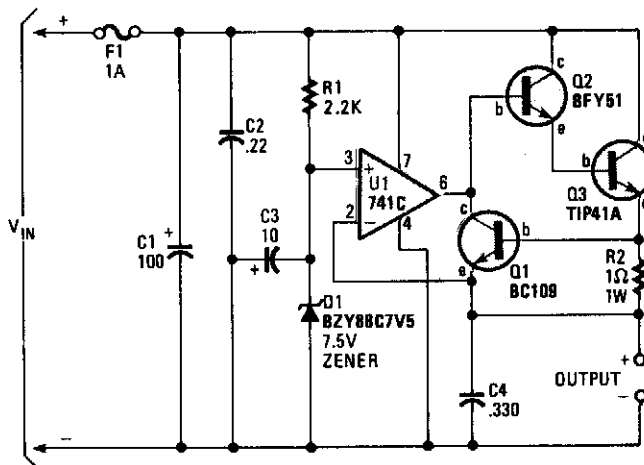 +
F1
1A
VIN
C1
100
+
C2
.22
C3
10
+
R1
2.2K
D1
BZY88C7V5
7.5V
ZENER
3
+
2
−
U1
741C
7
4
6
c
Q2
BFY51
b
e
b
Q3
TIP41A
c
b
e
Q1
BC109
R2
1Ω
1W
C4
.330
OUTPUT
+
−
−